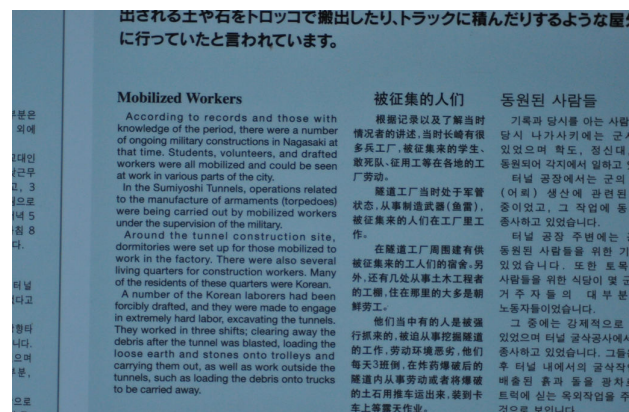 出される土や石をトロッコで搬出したり、トラックに積んだりするような屋
に行っていたと言われています。
Mobilized Workers
According to records and those with
knowledge of the period, there were a number
of ongoing military constructions in Nagasaki at
that time. Students, volunteers, and drafted
workers were all mobilized and could be seen
at work in various parts of the city.
In the Sumiyoshi Tunnels, operations related
to the manufacture of armaments (torpedoes)
were being carried out by mobilized workers
under the supervision of the military.
Around the tunnel construction site,
dormitories were set up for those mobilized to
work in the factory. There were also several
living quarters for construction workers. Many
of the residents of these quarters were Korean.
A number of the Korean laborers had been
forcibly drafted, and they were made to engage
in extremely hard labor, excavating the tunnels.
They worked in three shifts; clearing away the
debris after the tunnel was blasted, loading the
loose earth and stones onto trolleys and
carrying them out, as well as work outside the
tunnels, such as loading the debris onto trucks
to be carried away.
被征集的人们
根据记录以及了解当时
情况者的讲述,当时长崎有很
多兵工厂,被征集来的学生、
敢死队、征用工等在各地的工
厂劳动。
隧道工厂当时处于军管
状态,从事制造武器(鱼雷),
被征集来的人们在工厂里工
作。
在隧道工厂周围建有供
被征集来的工人们的宿舍。另
外,还有几处从事土木工程者
的工棚,住在那里的大多是朝
鲜劳工。
他们当中有的人是被强
行抓来的,被迫从事挖掘隧道
的工作,劳动环境恶劣,他们
每天3班倒,在炸药爆破后的
隧道内从事劳动或者将爆破
的土石用推车运出来,装到卡
车上等露天作业。
동원된 사람들
기록과 당시를 아는 사람
당시 나가사키에는 군사
있었으며 학도, 정신대,
동원되어 각지에서 일하고
터널 공장에서는 군의
(어뢰) 생산에 관련된
중이었고, 그 작업에 동
종사하고 있었습니다.
터널 공장 주변에는
동원된 사람들을 위한 기
있었습니다. 또한 토목
사람들을 위한 식당이 몇 군
거주자들의 대부분
노동자들이었습니다.
그 중에는 강제적으로
있었으며 터널 굴착공사에서
종사하고 있었습니다. 그들
후 터널 내에서의 굴삭작
배출된 흙과 돌을 광차
트럭에 싣는 옥외작업을 주
것으로 보입니다.